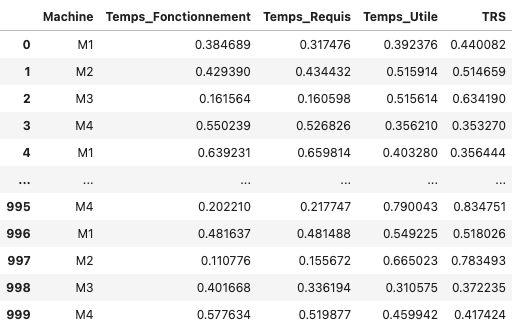 Machine Temps_Fonctionnement Temps_Requis Temps_Utile TRS
0 M1 0.384689 0.317476 0.392376 0.440082
1 M2 0.429390 0.434432 0.515914 0.514659
2 M3 0.161564 0.160598 0.515614 0.634190
3 M4 0.550239 0.526826 0.356210 0.353270
4 M1 0.639231 0.659814 0.403280 0.356444
... ... ... ... ... ...
995 M4 0.202210 0.217747 0.790043 0.834751
996 M1 0.481637 0.481488 0.549225 0.518026
997 M2 0.110776 0.155672 0.665023 0.783493
998 M3 0.401668 0.336194 0.310575 0.372235
999 M4 0.577634 0.519877 0.459942 0.417424